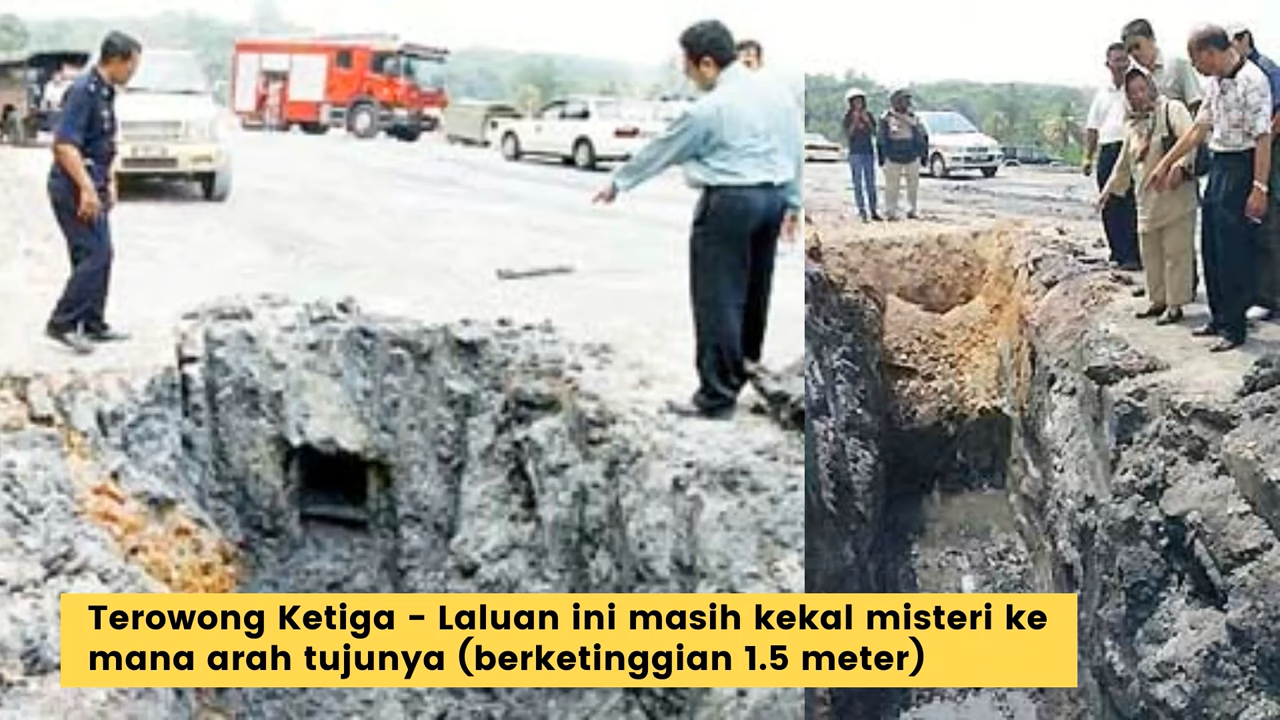 Terowong Ketiga - Laluan ini masih kekal misteri ke
mana arah tujunya (berketinggian 1.5 meter)